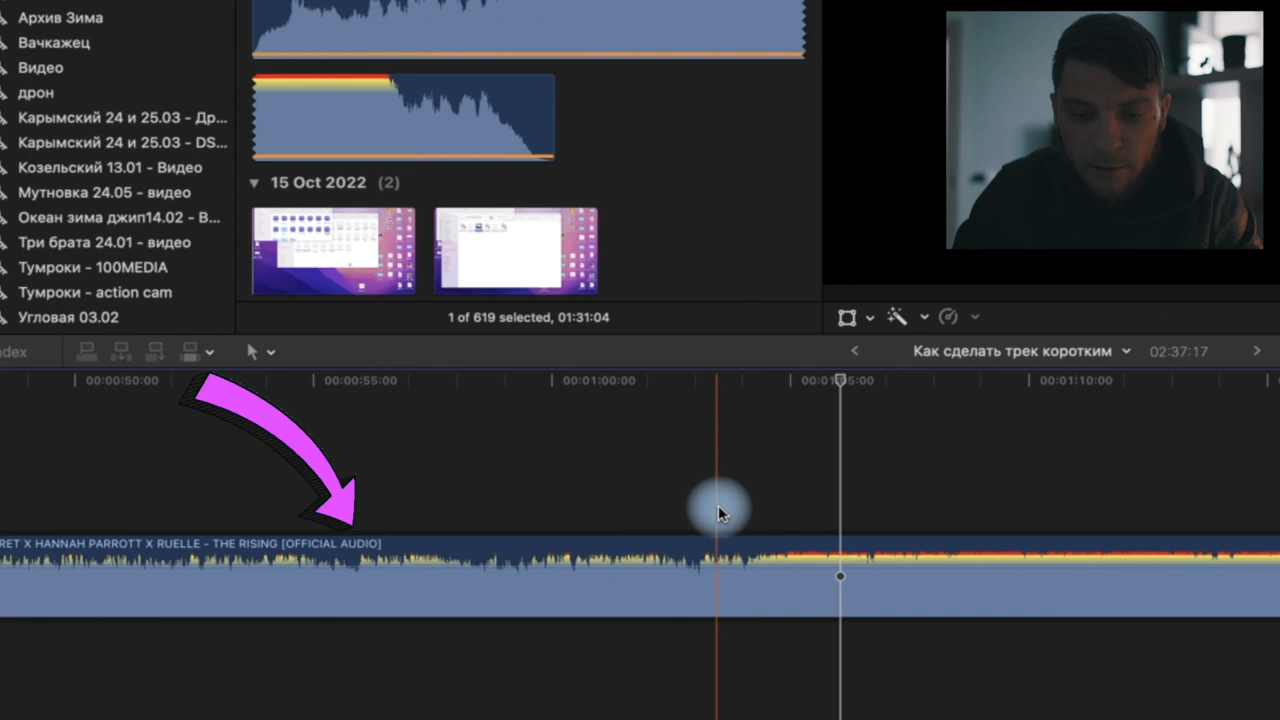 Архив Зима
Вачкажец
Видео
дрон
Карымский 24 и 25.03 - Др...
Карымский 24 и 25.03 - DS...
Козельский 13.01 - Видео
Мутновка 24.05 - видео
Океан зима джип14.02 - В...
Три брата 24.01 - видео
Тумроки - 100MEDIA
Тумроки - action cam
Угловая 03.02
15 Oct 2022 (2)
1 of 619 selected, 01:31:04
dex
Как сделать трек коротким
02:37:17
00:00:50:00
00:00:55:00
00:01:00:00
00:01:05:00
00:01:10:00
RET X HANNAH PARROTT X RUELLE - THE RISING [OFFICIAL AUDIO]